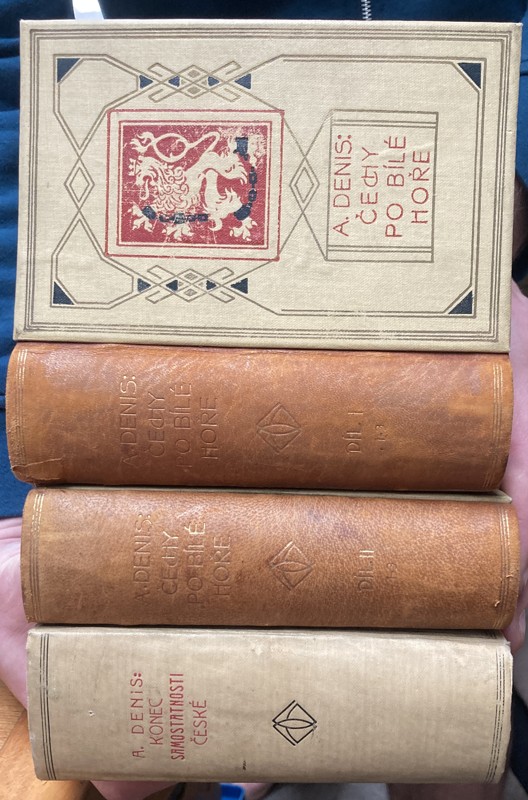 A. DENIS:
ČECHY
PO BÍLÉ
HOŘE
A. DENIS:
ČECHY
PO BÍLÉ
HOŘE
DÍL I
A. DENIS:
ČECHY
PO BÍLÉ
HOŘE
DÍL II
A. DENIS:
KONEC
SAMOSTATNOSTI
ČESKÉ